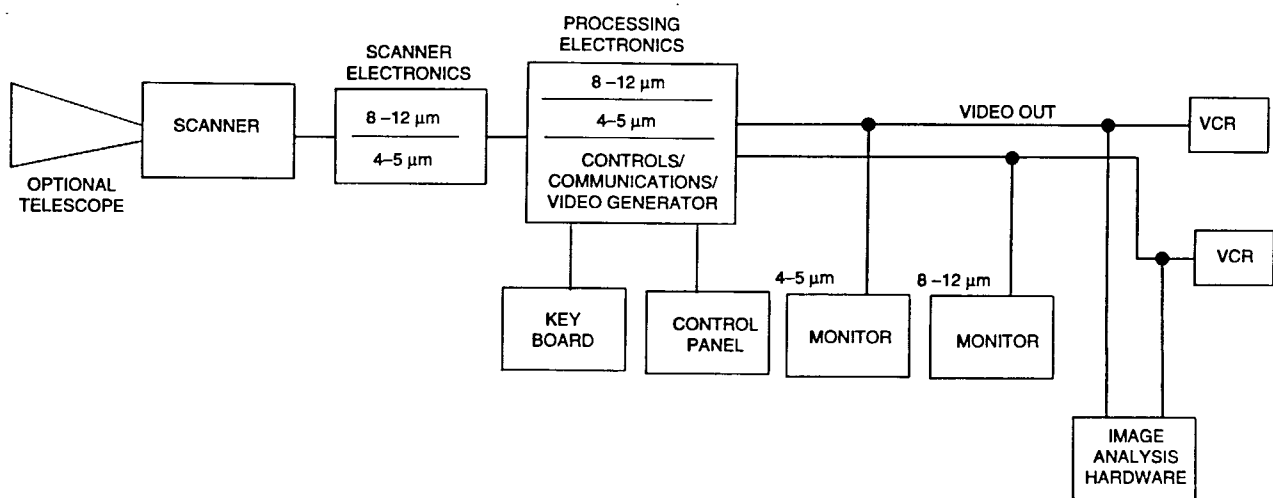 OPTIONAL
TELESCOPE
SCANNER
SCANNER
ELECTRONICS
8–12 μm
4–5 μm
PROCESSING
ELECTRONICS
8–12 μm
4–5 μm
CONTROLS/
COMMUNICATIONS/
VIDEO GENERATOR
KEY
BOARD
CONTROL
PANEL
VIDEO OUT
4–5 μm
MONITOR
8–12 μm
MONITOR
VCR
VCR
IMAGE
ANALYSIS
HARDWARE